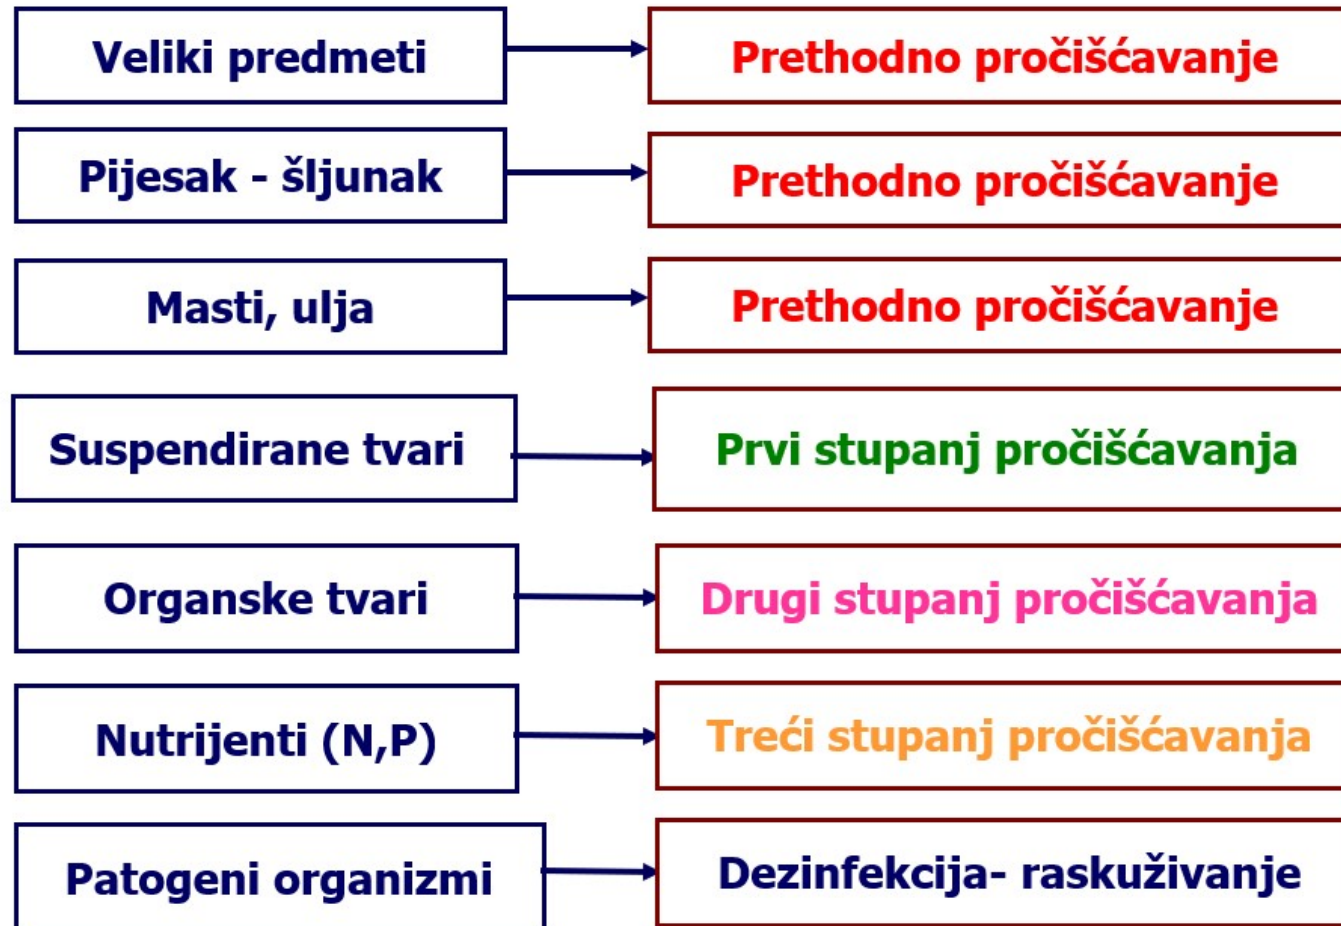 Veliki predmeti
Prethodno pročišćavanje
Pijesak - šljunak
Prethodno pročišćavanje
Masti, ulja
Prethodno pročišćavanje
Suspendirane tvari
Prvi stupanj pročišćavanja
Organske tvari
Drugi stupanj pročišćavanja
Nutrijenti (N,P)
Treći stupanj pročišćavanja
Patogeni organizmi
Dezinfekcija- raskuživanje